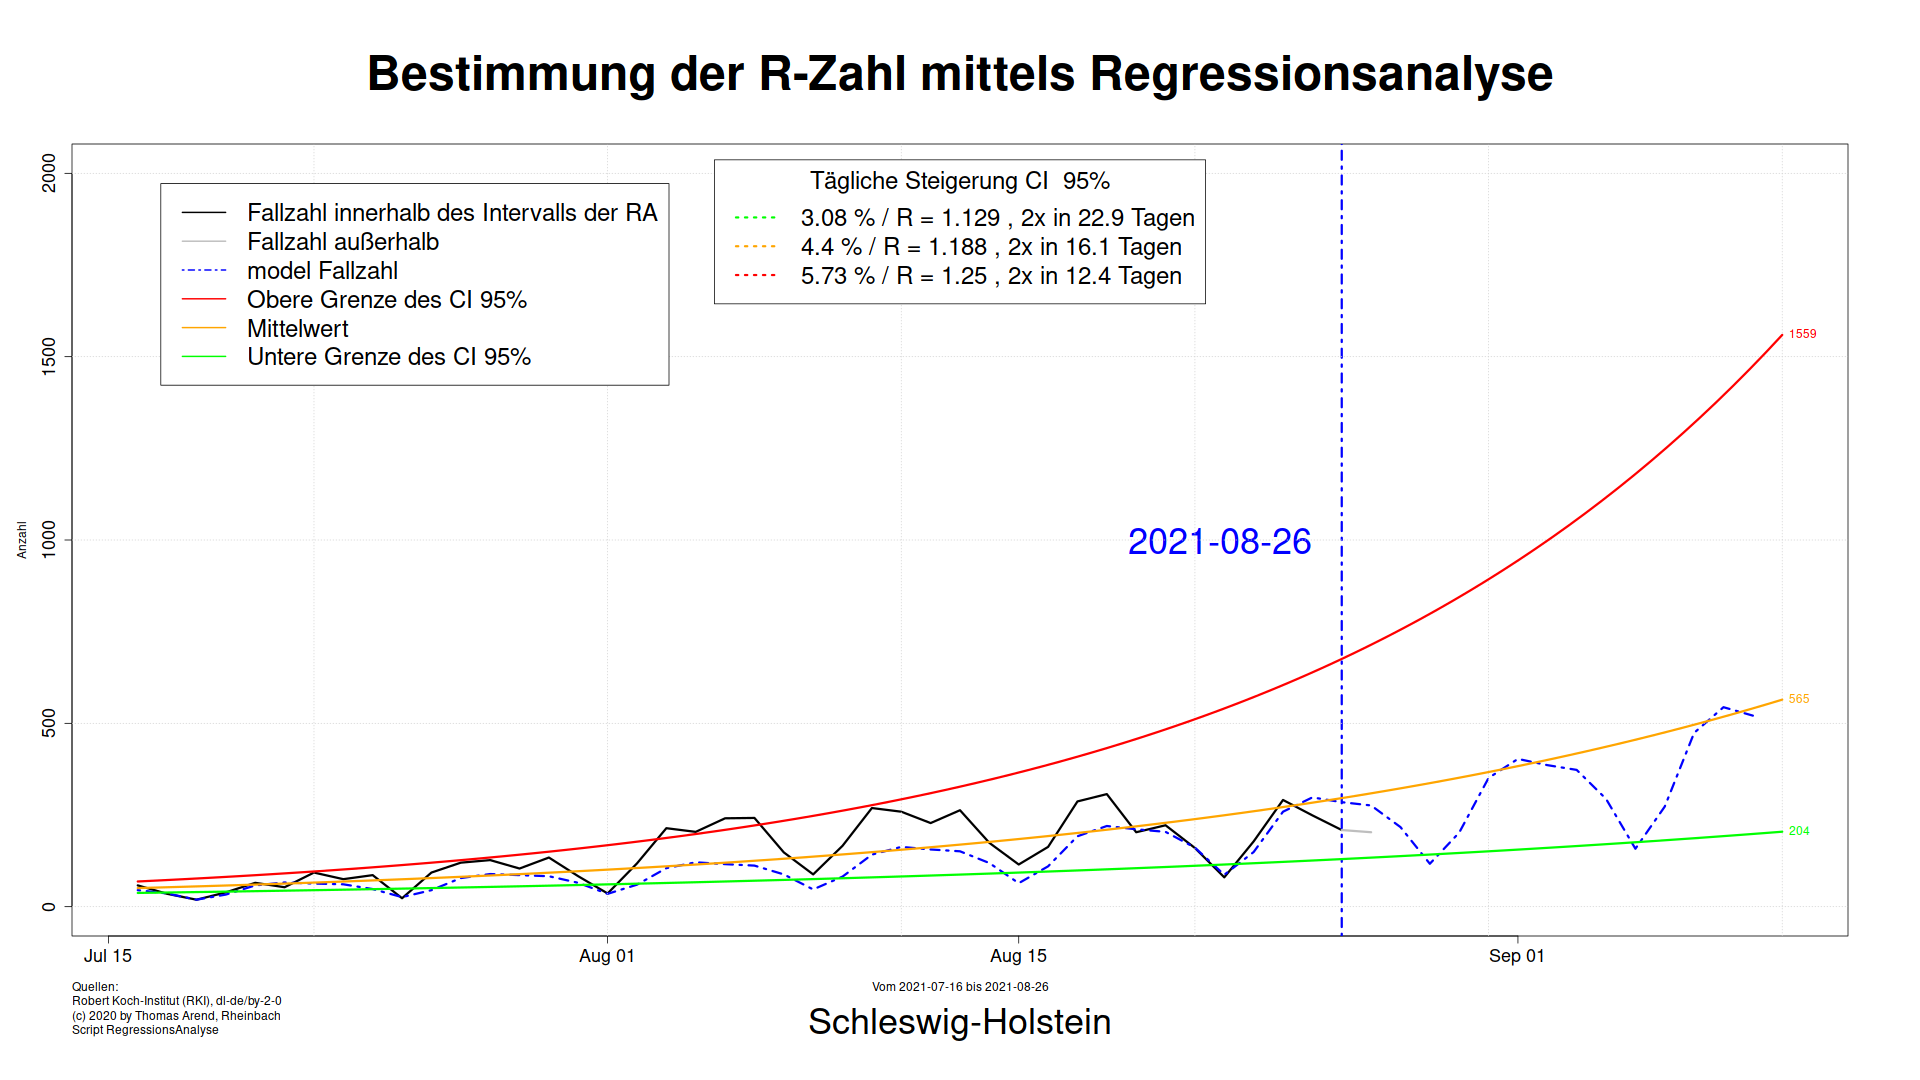 Bestimmung der R-Zahl mittels Regressionsanalyse
Fallzahl innerhalb des Intervalls der RA
Fallzahl außerhalb
model Fallzahl
Obere Grenze des CI 95%
Mittelwert
Untere Grenze des CI 95%
Tägliche Steigerung CI 95%
3.08 % / R = 1.129 , 2x in 22.9 Tagen
4.4 % / R = 1.188 , 2x in 16.1 Tagen
5.73 % / R = 1.25 , 2x in 12.4 Tagen
2000
1500
1000
500
0
Anzahl
2021-08-26
1559
565
204
Jul 15
Aug 01
Aug 15
Sep 01
Quellen:
Robert Koch-Institut (RKI), dl-de/by-2-0
(c) 2020 by Thomas Arend, Rheinbach
Script RegressionsAnalyse
Vom 2021-07-16 bis 2021-08-26
Schleswig-Holstein